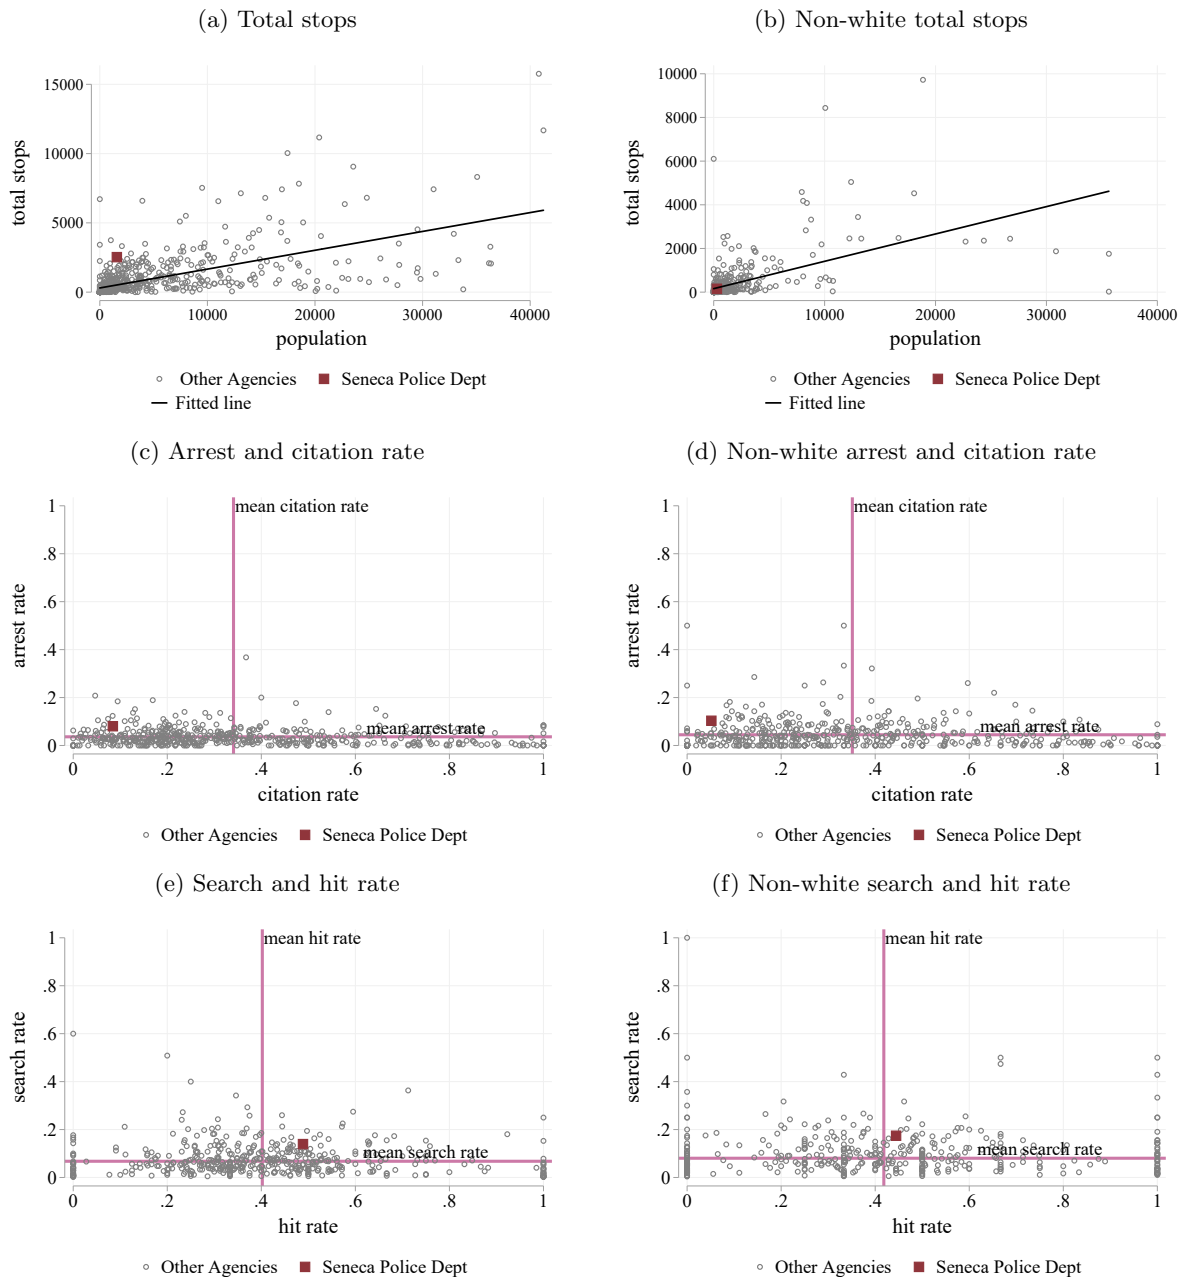 (a) Total stops
15000
10000
5000
0
total stops
0 10000 20000 30000 40000
population
Other Agencies Seneca Police Dept
Fitted line
(b) Non-white total stops
10000
8000
6000
4000
2000
0
total stops
0 10000 20000 30000 40000
population
Other Agencies Seneca Police Dept
Fitted line
(c) Arrest and citation rate
mean citation rate
1
.8
.6
.4
.2
0
arrest rate
mean arrest rate
0 .2 .4 .6 .8 1
citation rate
Other Agencies Seneca Police Dept
(d) Non-white arrest and citation rate
mean citation rate
1
.8
.6
.4
.2
0
arrest rate
mean arrest rate
0 .2 .4 .6 .8 1
citation rate
Other Agencies Seneca Police Dept
(e) Search and hit rate
mean hit rate
1
.8
.6
.4
.2
0
search rate
mean search rate
0 .2 .4 .6 .8 1
hit rate
Other Agencies Seneca Police Dept
(f) Non-white search and hit rate
mean hit rate
1
.8
.6
.4
.2
0
search rate
mean search rate
0 .2 .4 .6 .8 1
hit rate
Other Agencies Seneca Police Dept